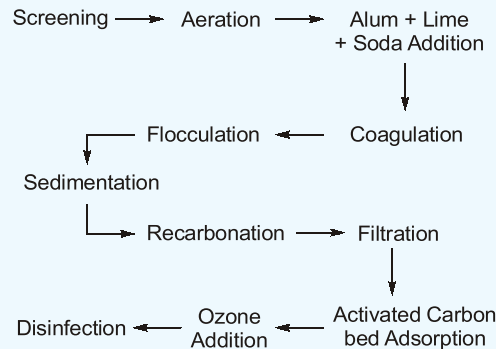 Screening
Aeration
Alum + Lime
+ Soda Addition
Coagulation
Flocculation
Sedimentation
Recarbonation
Filtration
Activated Carbon
bed Adsorption
Ozone
Addition
Disinfection